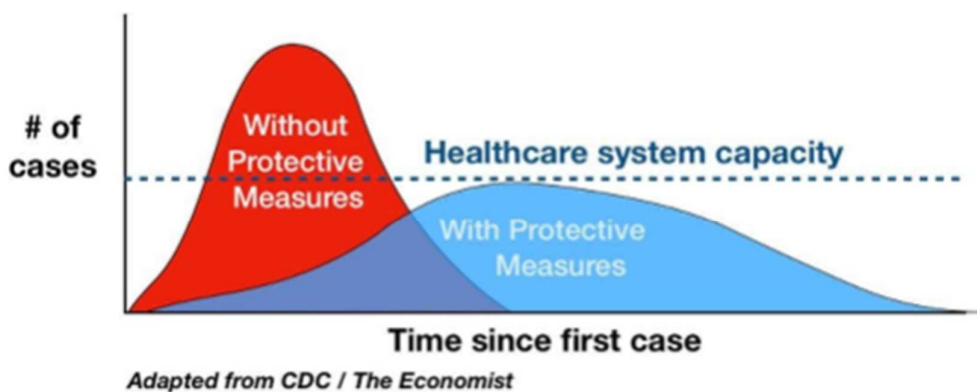 # of
cases
Without
Protective
Measures
Healthcare system capacity
With Protective
Measures
Time since first case
Adapted from CDC / The Economist